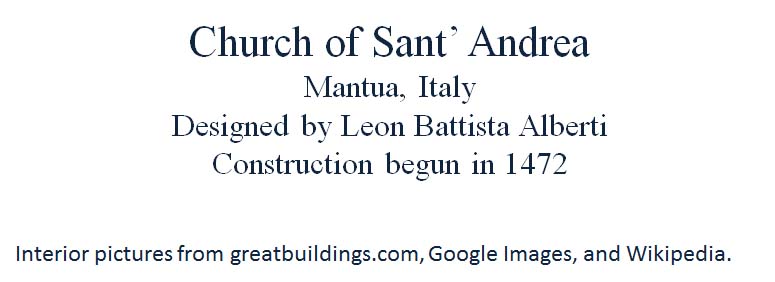 Church of Sant’ Andrea
Mantua, Italy
Designed by Leon Battista Alberti
Construction begun in 1472
Interior pictures from greatbuildings.com, Google Images, and Wikipedia.